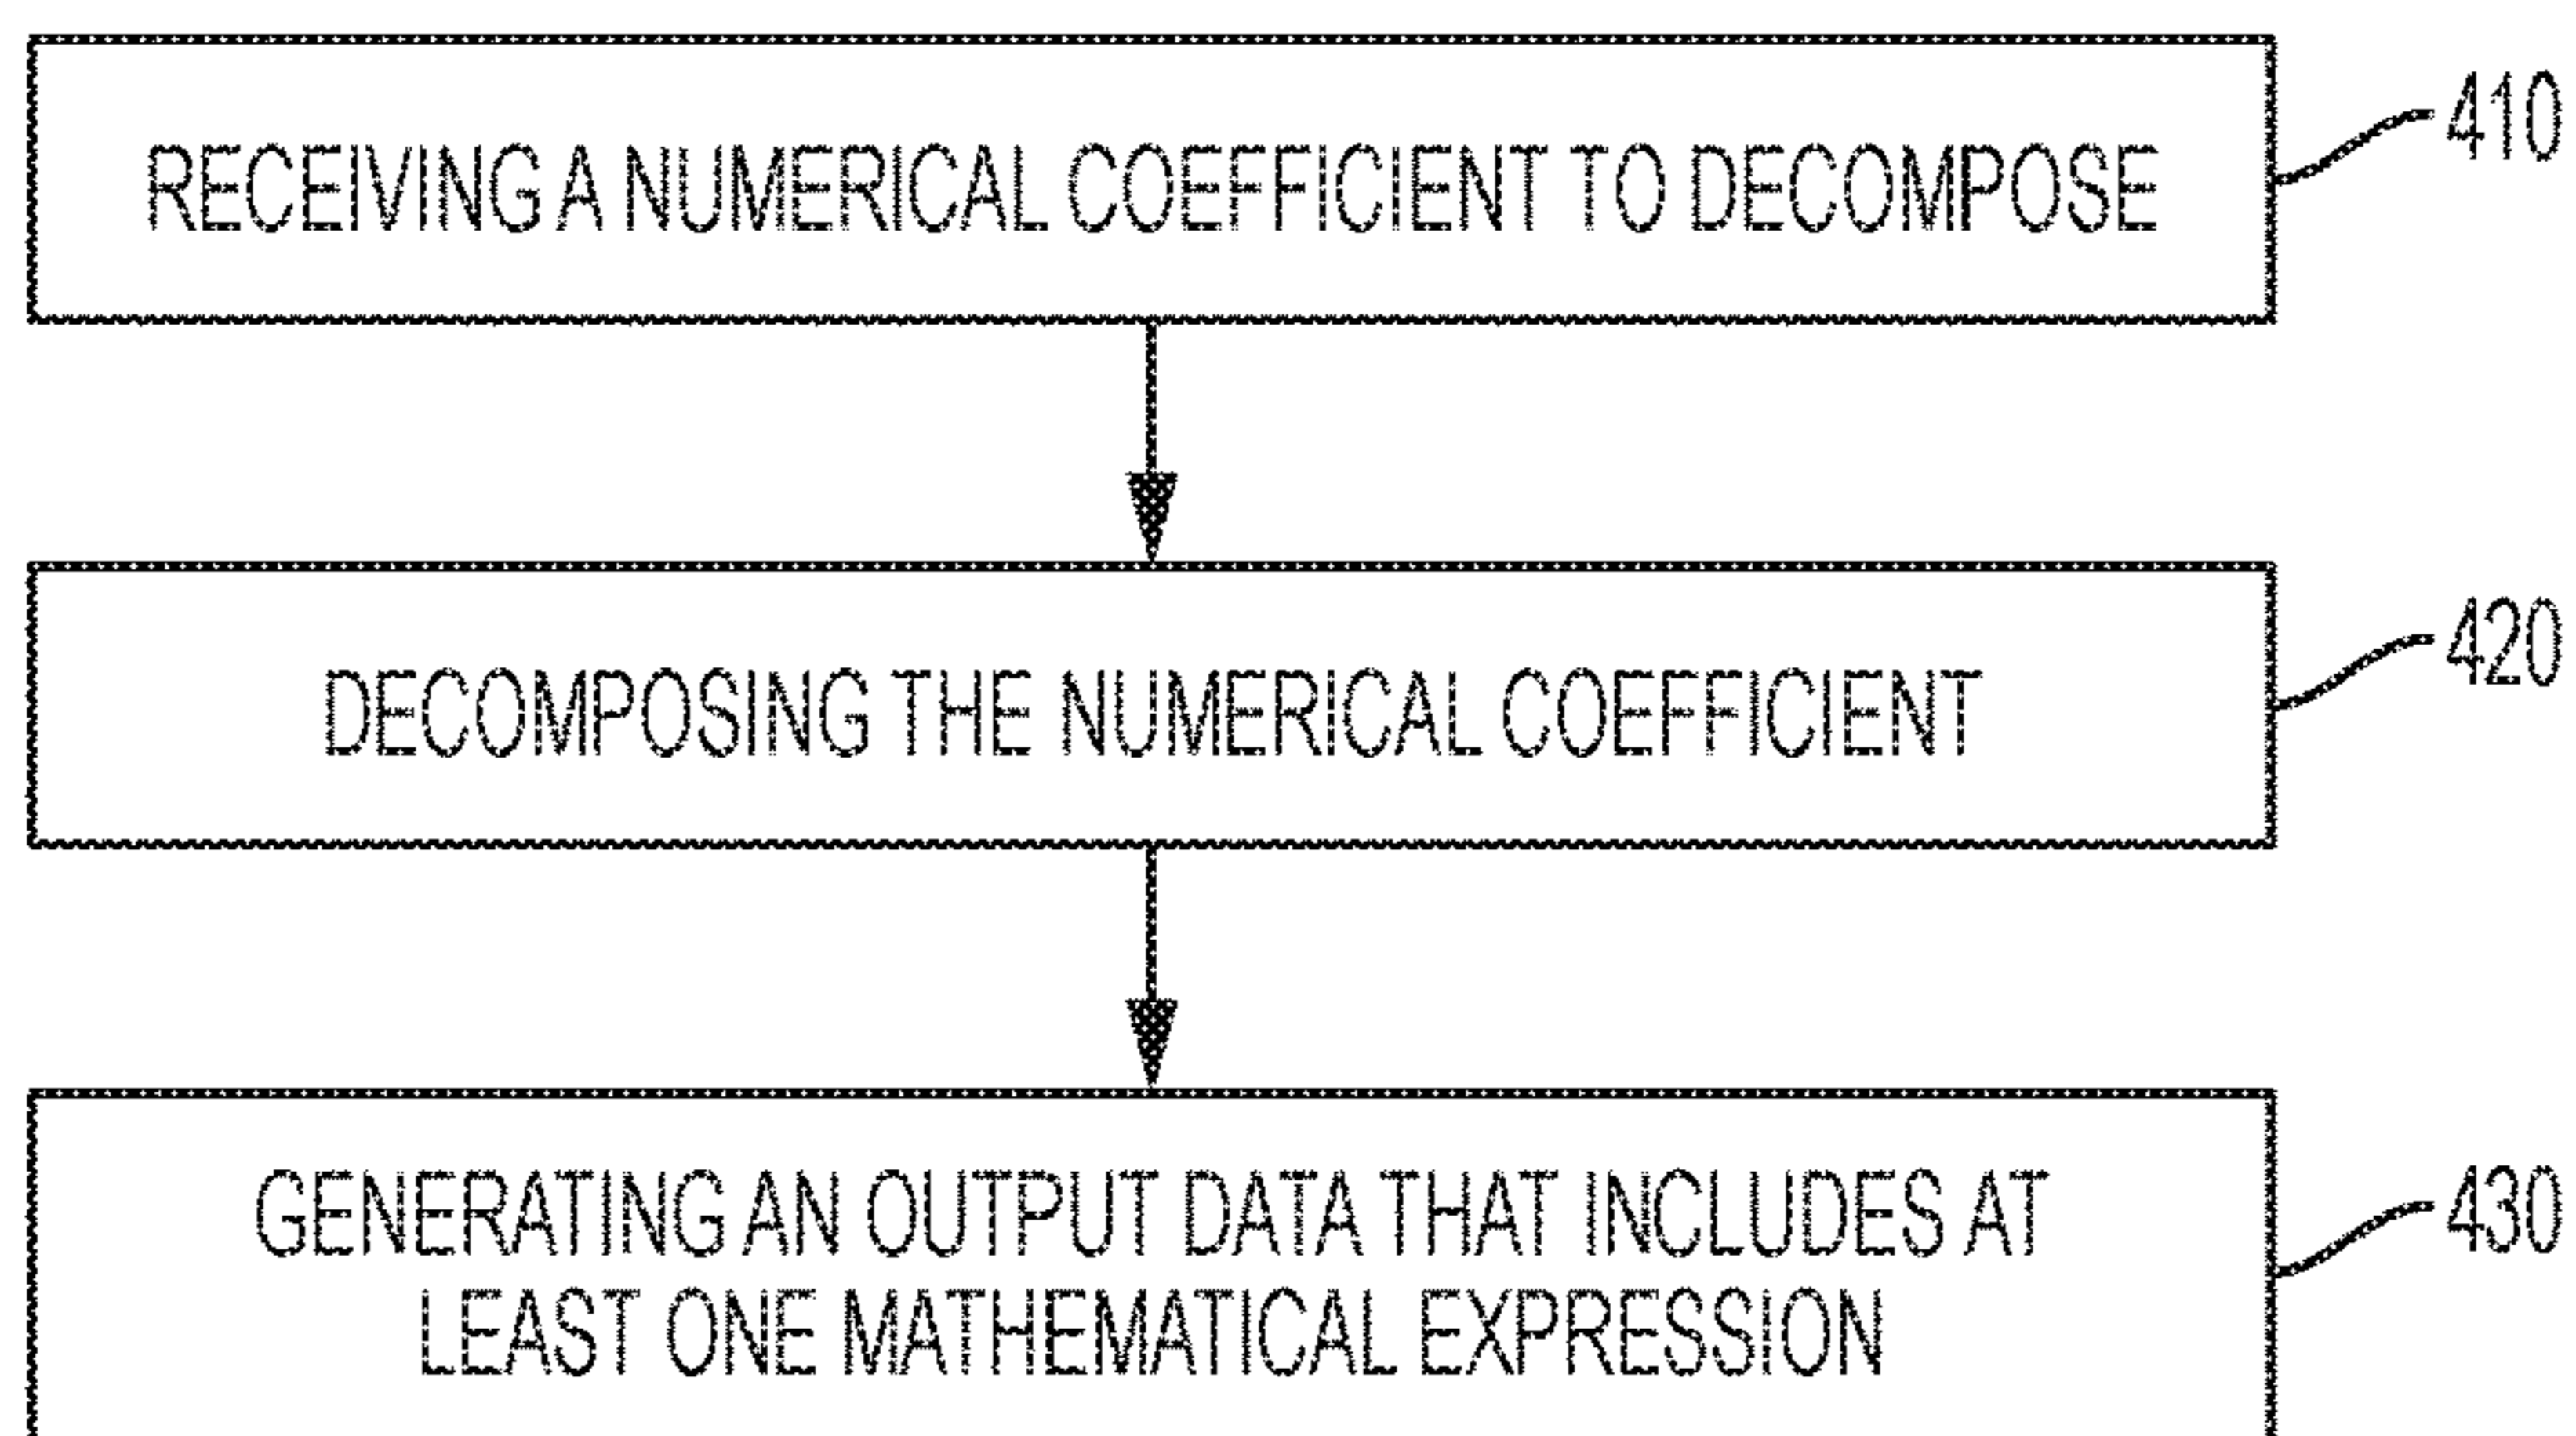 RECEIVING A NUMERICAL COEFFICIENT TO DECOMPOSE
410
DECOMPOSING THE NUMERICAL COEFFICIENT
420
GENERATING AN OUTPUT DATA THAT INCLUDES AT
LEAST ONE MATHEMATICAL EXPRESSION
430